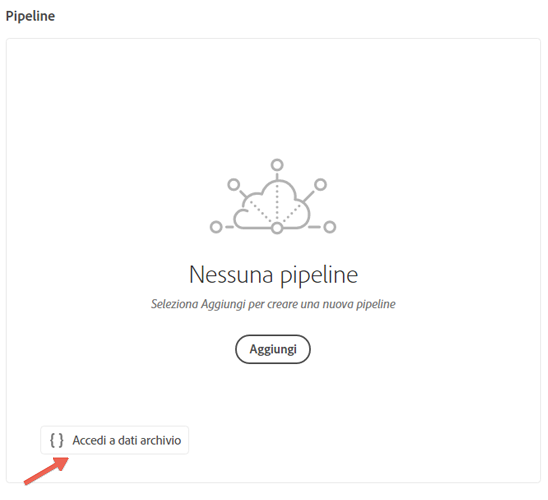 Pipeline
Nessuna pipeline
Seleziona Aggiungi per creare una nuova pipeline
Aggiungi
{ } Accedi a dati archivio